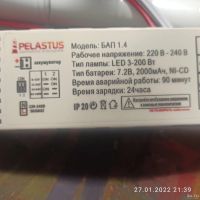 PELASTUS
Модель: БАП 1.4
Рабочее напряжение: 220 В - 240 В
Тип лампы: LED 3-200 Вт
Тип батареи: 7.2В, 2000мАч, NI-CD
Время аварийной работы: 90 минут
Время зарядки: 24часа
аккумулятор
IP 20
27.01.2022 21:39